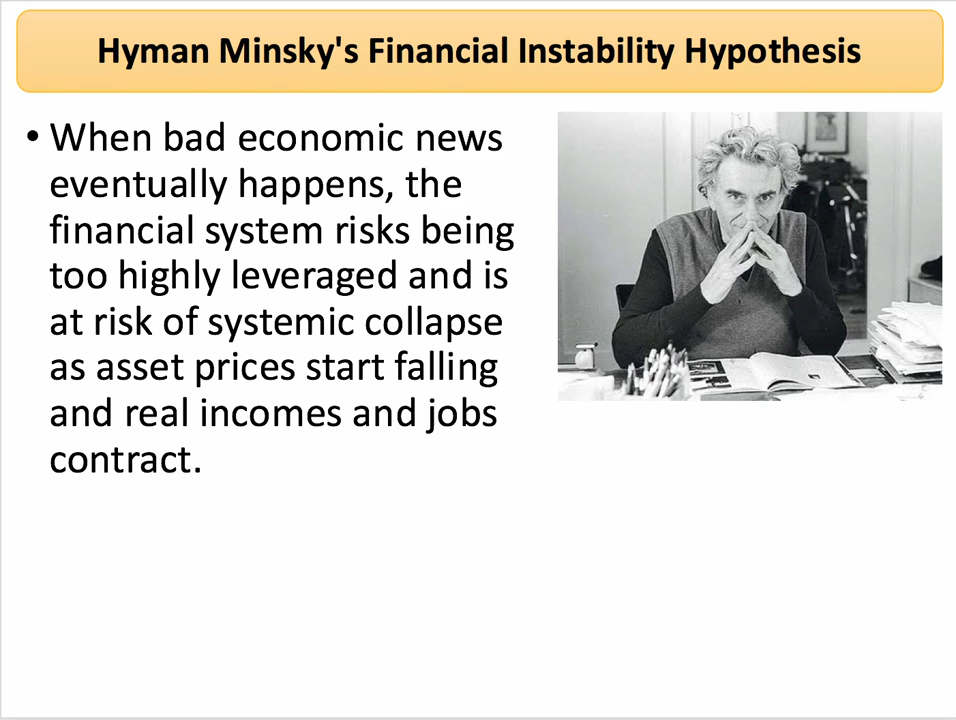 Hyman Minsky's Financial Instability Hypothesis
• When bad economic news
eventually happens, the
financial system risks being
too highly leveraged and is
at risk of systemic collapse
as asset prices start falling
and real incomes and jobs
contract.